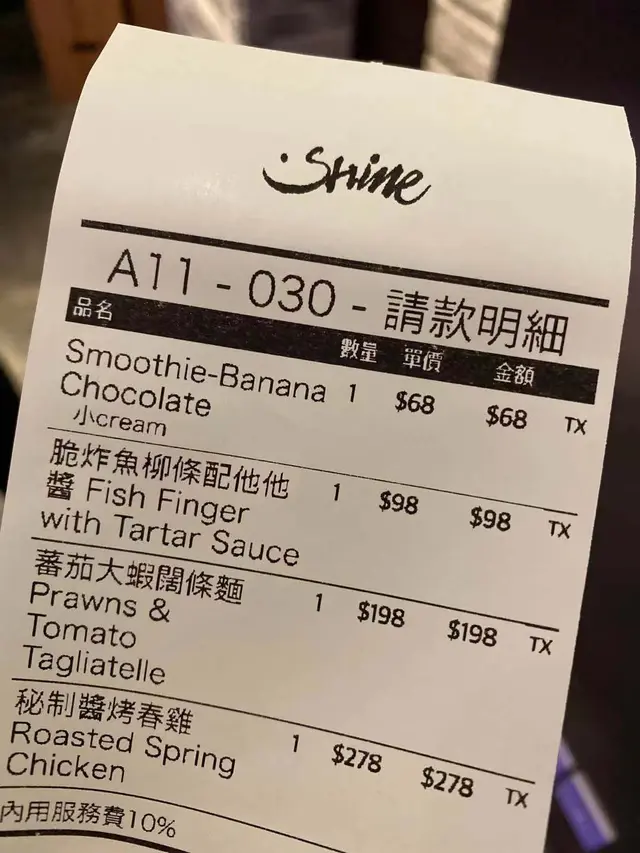 Shine
A11 - 030 - 請款明細
品名 數量 單價 金額
Smoothie-Banana 1 $68 $68 TX
Chocolate
小cream
脆炸魚柳條配他他 1 $98 $98 TX
醬 Fish Finger
with Tartar Sauce
蕃茄大蝦闊條麵 1 $198 $198 TX
Prawns &
Tomato
Tagliatelle
秘制醬烤春雞 1 $278 $278 TX
Roasted Spring
Chicken
內用服務費10%